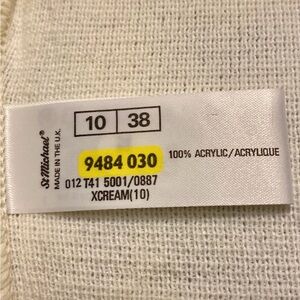 10 38
St Michael®
MADE IN THE U.K.
9484 030
100% ACRYLIC/ACRYLIQUE
012 T41 5001/0887
XCREAM(10)